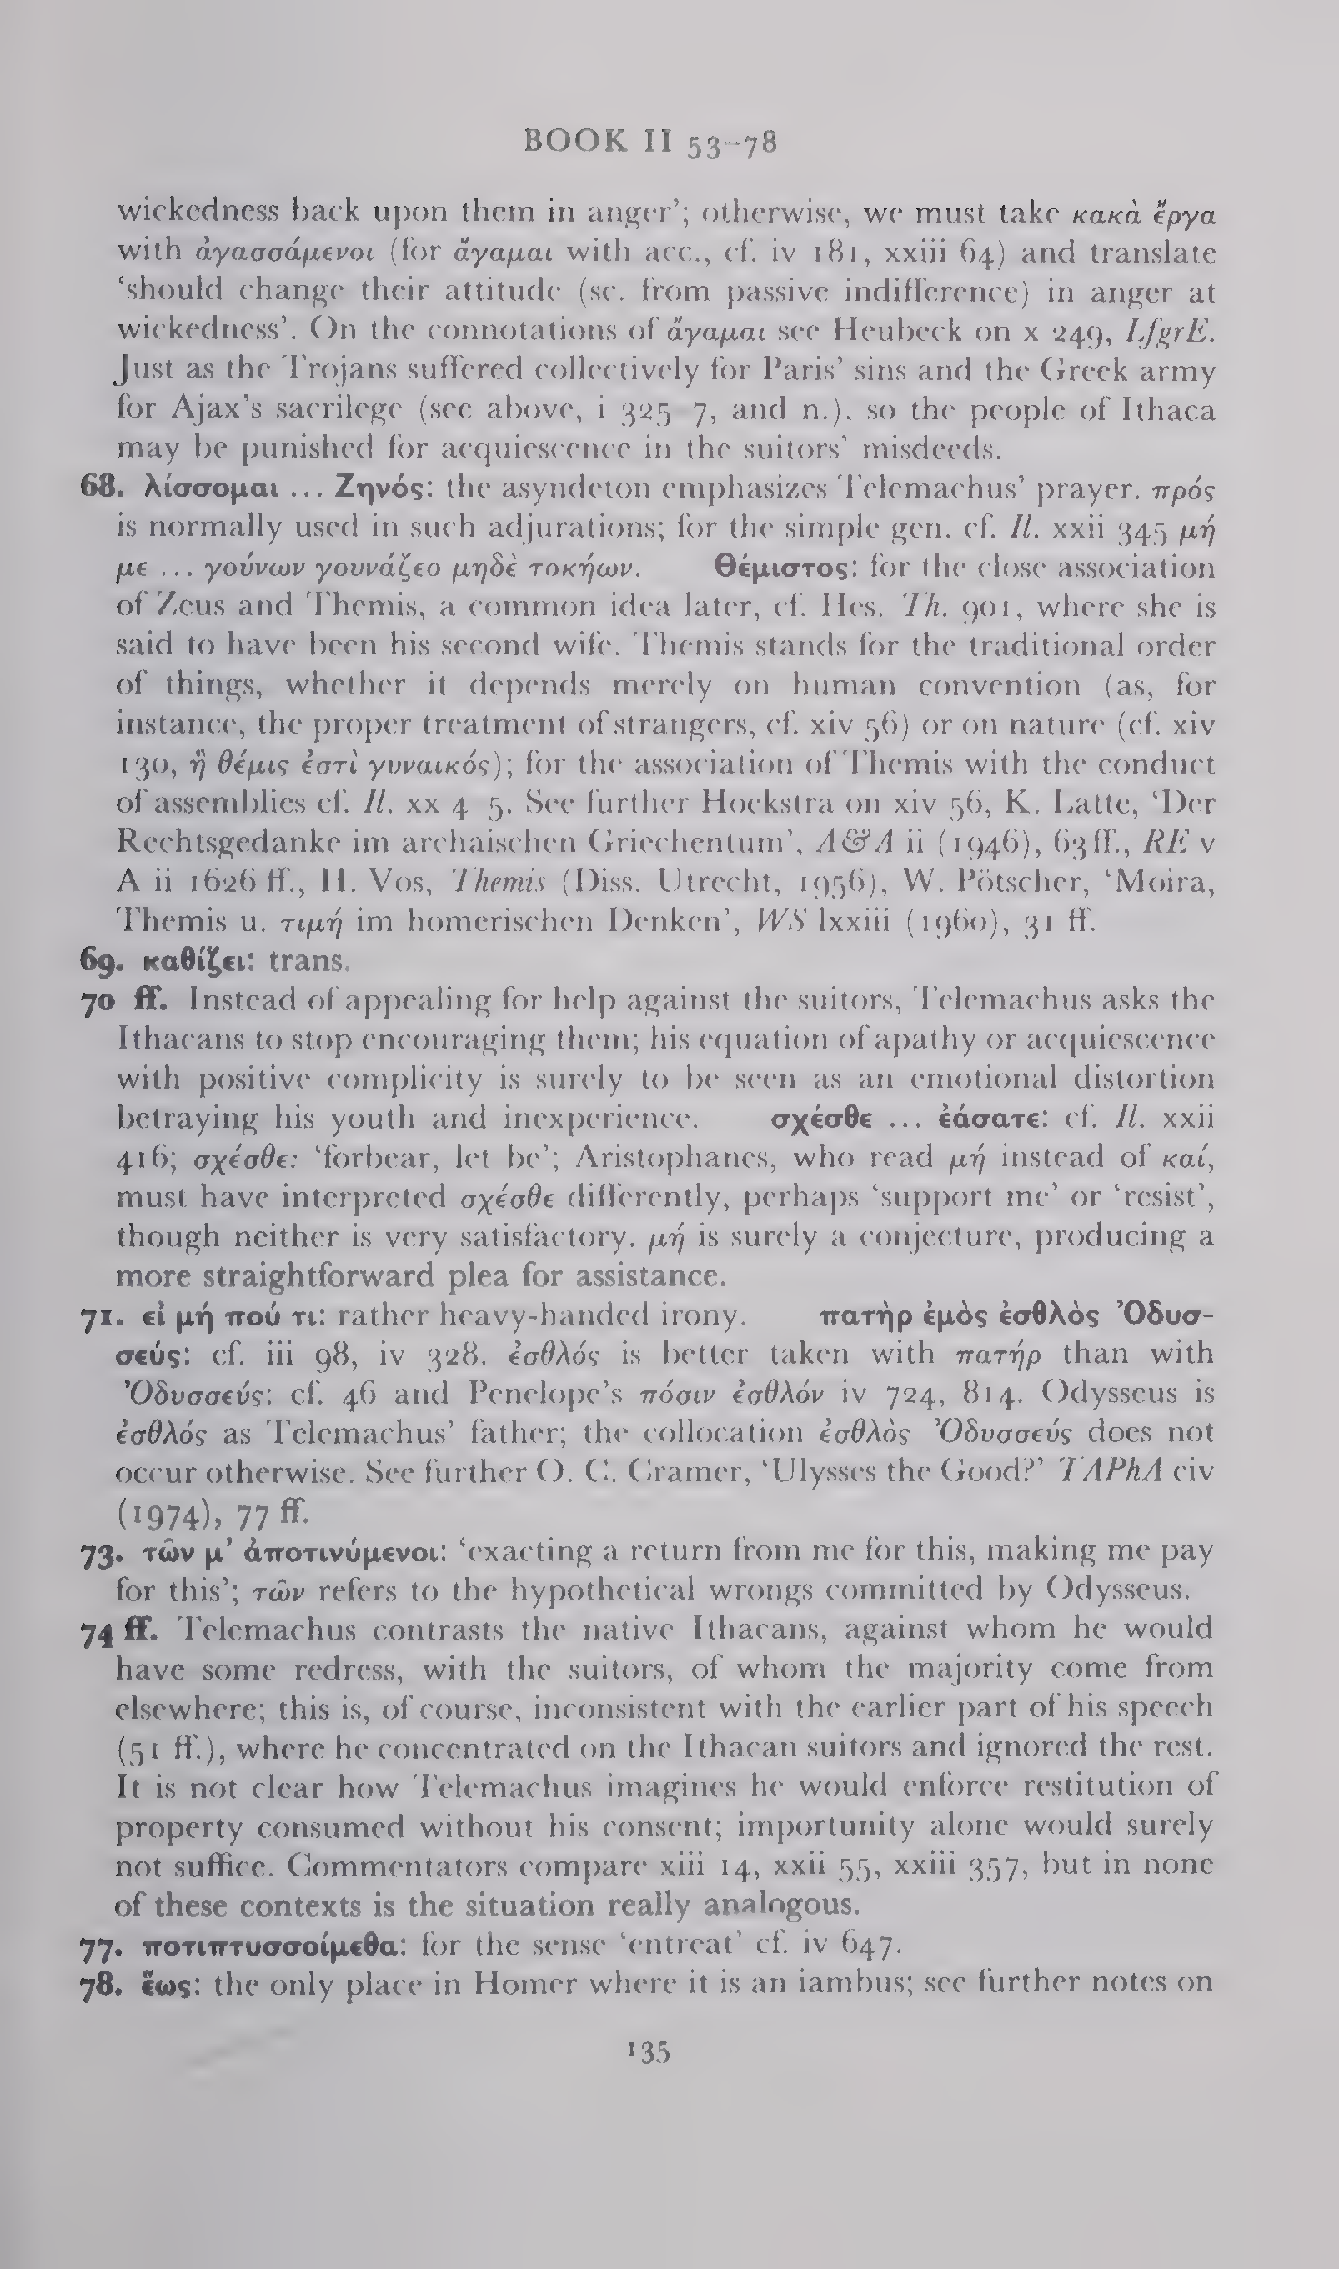 BOOK II 53–78
wickedness back upon them in anger’; otherwise, we must take κακὰ ἔργα
with ἀγασσάμενοι (for ἄγαμαι with acc., cf. iv 181, xxiii 64) and translate
‘should change their attitude (sc. from passive indifference) in anger at
wickedness’. On the connotations of ἄγαμαι see Heubeck on x 249, LfgrE.
Just as the Trojans suffered collectively for Paris’ sins and the Greek army
for Ajax’s sacrilege (see above, i 325–7, and n.), so the people of Ithaca
may be punished for acquiescence in the suitors’ misdeeds.
68. λίσσομαι ... Ζηνός: the asyndeton emphasizes Telemachus’ prayer. πρός
is normally used in such adjurations; for the simple gen. cf. Il. xxii 345 μή
με ... γούνων γουνάζεο μηδὲ τοκήων. Θέμιστος: for the close association
of Zeus and Themis, a common idea later, cf. Hes. Th. 901, where she is
said to have been his second wife. Themis stands for the traditional order
of things, whether it depends merely on human convention (as, for
instance, the proper treatment of strangers, cf. xiv 56) or on nature (cf. xiv
130, ἣ θέμις ἐστὶ γυναικός); for the association of Themis with the conduct
of assemblies cf. Il. xx 4–5. See further Hoekstra on xiv 56, K. Latte, ‘Der
Rechtsgedanke im archaischen Griechentum’, A&A ii (1946), 63ff., RE v
A ii 1626 ff., H. Vos, Themis (Diss. Utrecht, 1956), W. Pötscher, ‘Moira,
Themis u. τιμή im homerischen Denken’, WS lxxiii (1960), 31 ff.
69. καθίζει: trans.
70 ff. Instead of appealing for help against the suitors, Telemachus asks the
Ithacans to stop encouraging them; his equation of apathy or acquiescence
with positive complicity is surely to be seen as an emotional distortion
betraying his youth and inexperience. σχέσθε ... ἐάσατε: cf. Il. xxii
416; σχέσθε: ‘forbear, let be’; Aristophanes, who read μή instead of καί,
must have interpreted σχέσθε differently, perhaps ‘support me’ or ‘resist’,
though neither is very satisfactory. μή is surely a conjecture, producing a
more straightforward plea for assistance.
71. εἰ μή πού τι: rather heavy-handed irony. πατὴρ ἐμὸς ἐσθλὸς Ὀδυσ-
σεύς: cf. iii 98, iv 328. ἐσθλός is better taken with πατήρ than with
Ὀδυσσεύς: cf. 46 and Penelope’s πόσιν ἐσθλόν iv 724, 814. Odysseus is
ἐσθλός as Telemachus’ father; the collocation ἐσθλὸς Ὀδυσσεύς does not
occur otherwise. See further O. C. Cramer, ‘Ulysses the Good?’ TAPhA civ
(1974), 77 ff.
73. τῶν μ’ ἀποτινύμενοι: ‘exacting a return from me for this, making me pay
for this’; τῶν refers to the hypothetical wrongs committed by Odysseus.
74 ff. Telemachus contrasts the native Ithacans, against whom he would
have some redress, with the suitors, of whom the majority come from
elsewhere; this is, of course, inconsistent with the earlier part of his speech
(51 ff.), where he concentrated on the Ithacan suitors and ignored the rest.
It is not clear how Telemachus imagines he would enforce restitution of
property consumed without his consent; importunity alone would surely
not suffice. Commentators compare xiii 14, xxii 55, xxiii 357, but in none
of these contexts is the situation really analogous.
77. ποτιπτυσσοίμεθα: for the sense ‘entreat’ cf. iv 647.
78. ἕως: the only place in Homer where it is an iambus; see further notes on
135